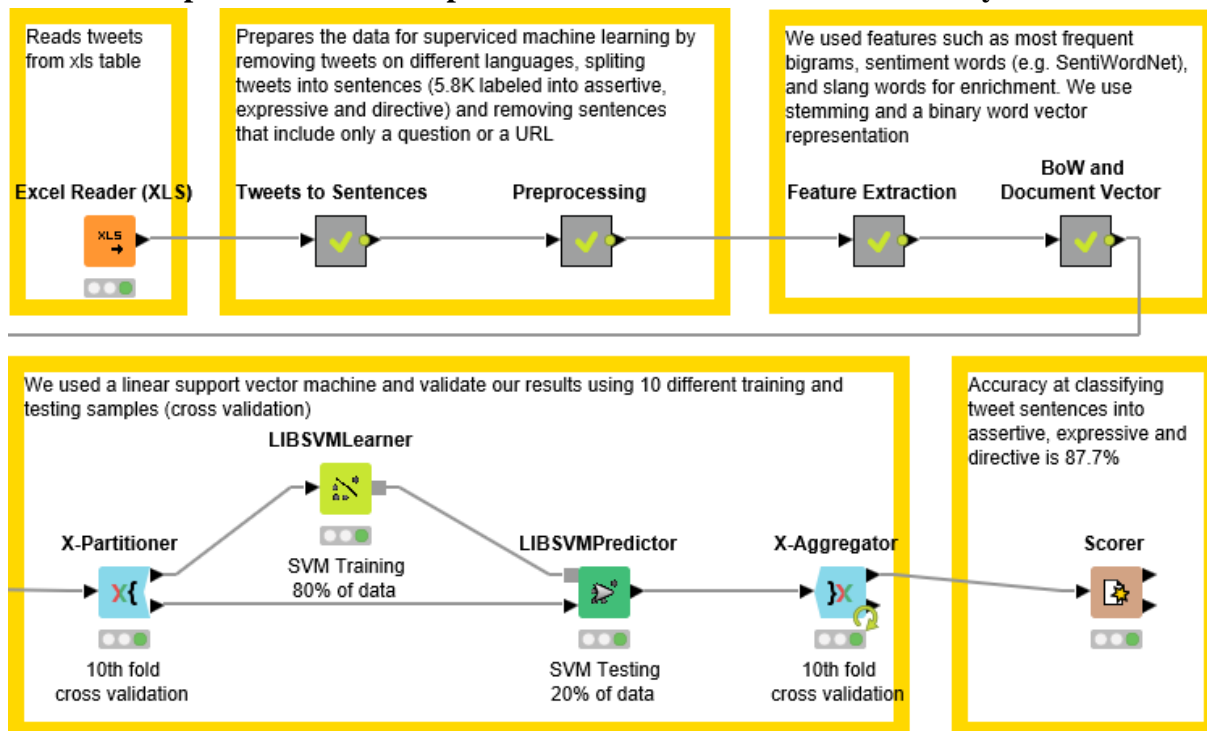 Reads tweets
from xls table
Prepares the data for superviced machine learning by
removing tweets on different languages, spliting
tweets into sentences (5.8K labeled into assertive,
expressive and directive) and removing sentences
that include only a question or a URL
We used features such as most frequent
bigrams, sentiment words (e.g. SentiWordNet),
and slang words for enrichment. We use
stemming and a binary word vector
representation
Excel Reader (XLS)
XLS
Tweets to Sentences
Preprocessing
Feature Extraction
BoW and
Document Vector
We used a linear support vector machine and validate our results using 10 different training and
testing samples (cross validation)
LIBSVMLearner
SVM Training
80% of data
X-Partitioner
X{
10th fold
cross validation
LIBSVMPredictor
SVM Testing
20% of data
X-Aggregator
}X
10th fold
cross validation
Accuracy at classifying
tweet sentences into
assertive, expressive and
directive is 87.7%
Scorer